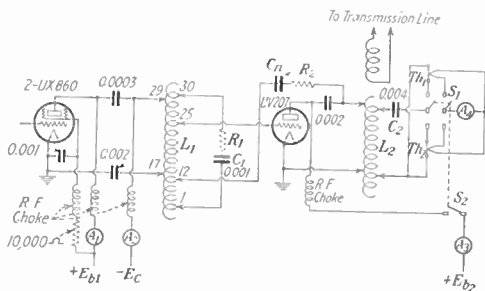 To Transmission Line
2-UX860
0.0003
29
30
25
L1
R1
C1
0.001
17
12
1
0.001
0.002
R F
Choke
10,000 Ω
A1
A2
+Eb1
-Ec
Cn
R2
UV207
0.002
L2
0.004
C2
Th1
Th2
S1
A4
R F
Choke
S2
A3
+Eb2